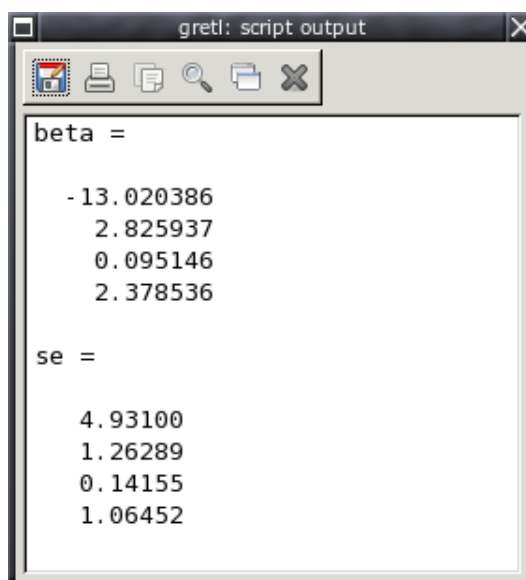 gretl: script output
beta =
-13.020386
2.825937
0.095146
2.378536
se =
4.93100
1.26289
0.14155
1.06452